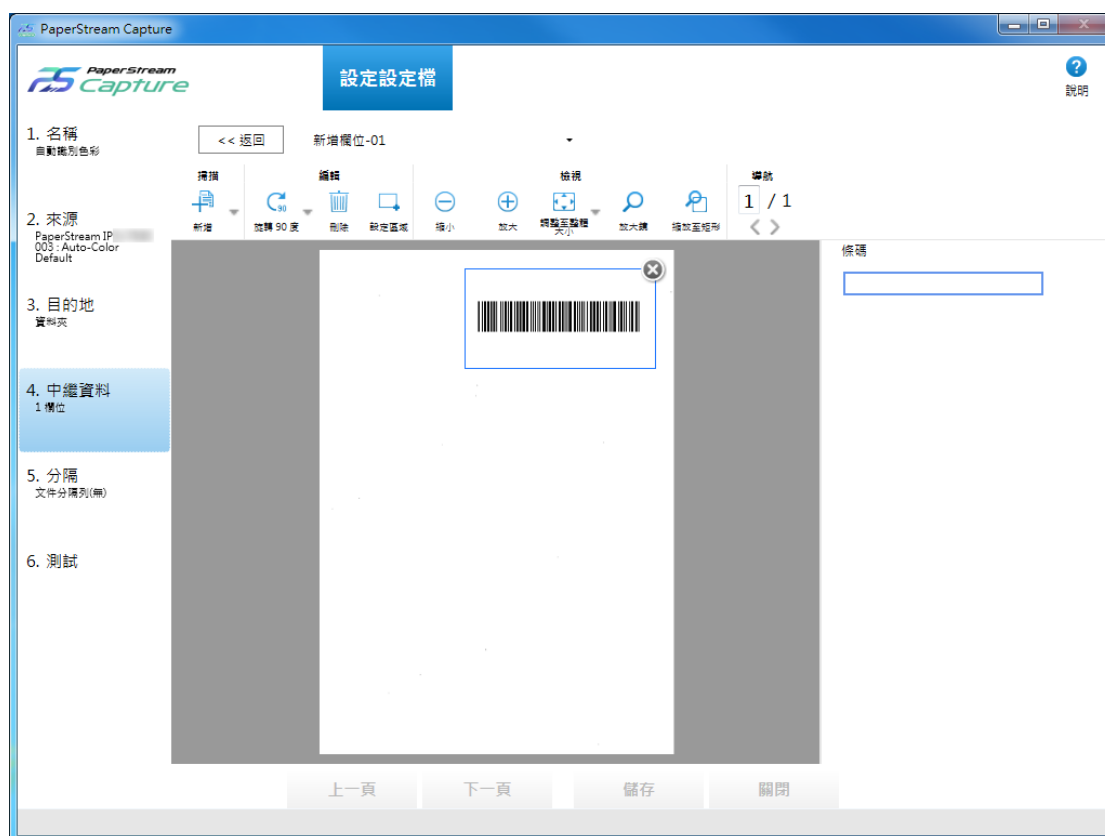 PaperStream Capture
PaperStream
Capture
設定設定檔
說明
1. 名稱
自動識別色彩
<< 返回
新增欄位-01
掃描
編輯
檢視
導航
新增
90
旋轉 90 度
刪除
設定區域
縮小
放大
調整至整體
大小
放大鏡
縮放至矩形
1 / 1
2. 來源
PaperStream IP
003 : Auto-Color
Default
條碼
3. 目的地
資料夾
4. 中繼資料
1 欄位
5. 分隔
文件分隔列(無)
6. 測試
上一頁
下一頁
儲存
關閉